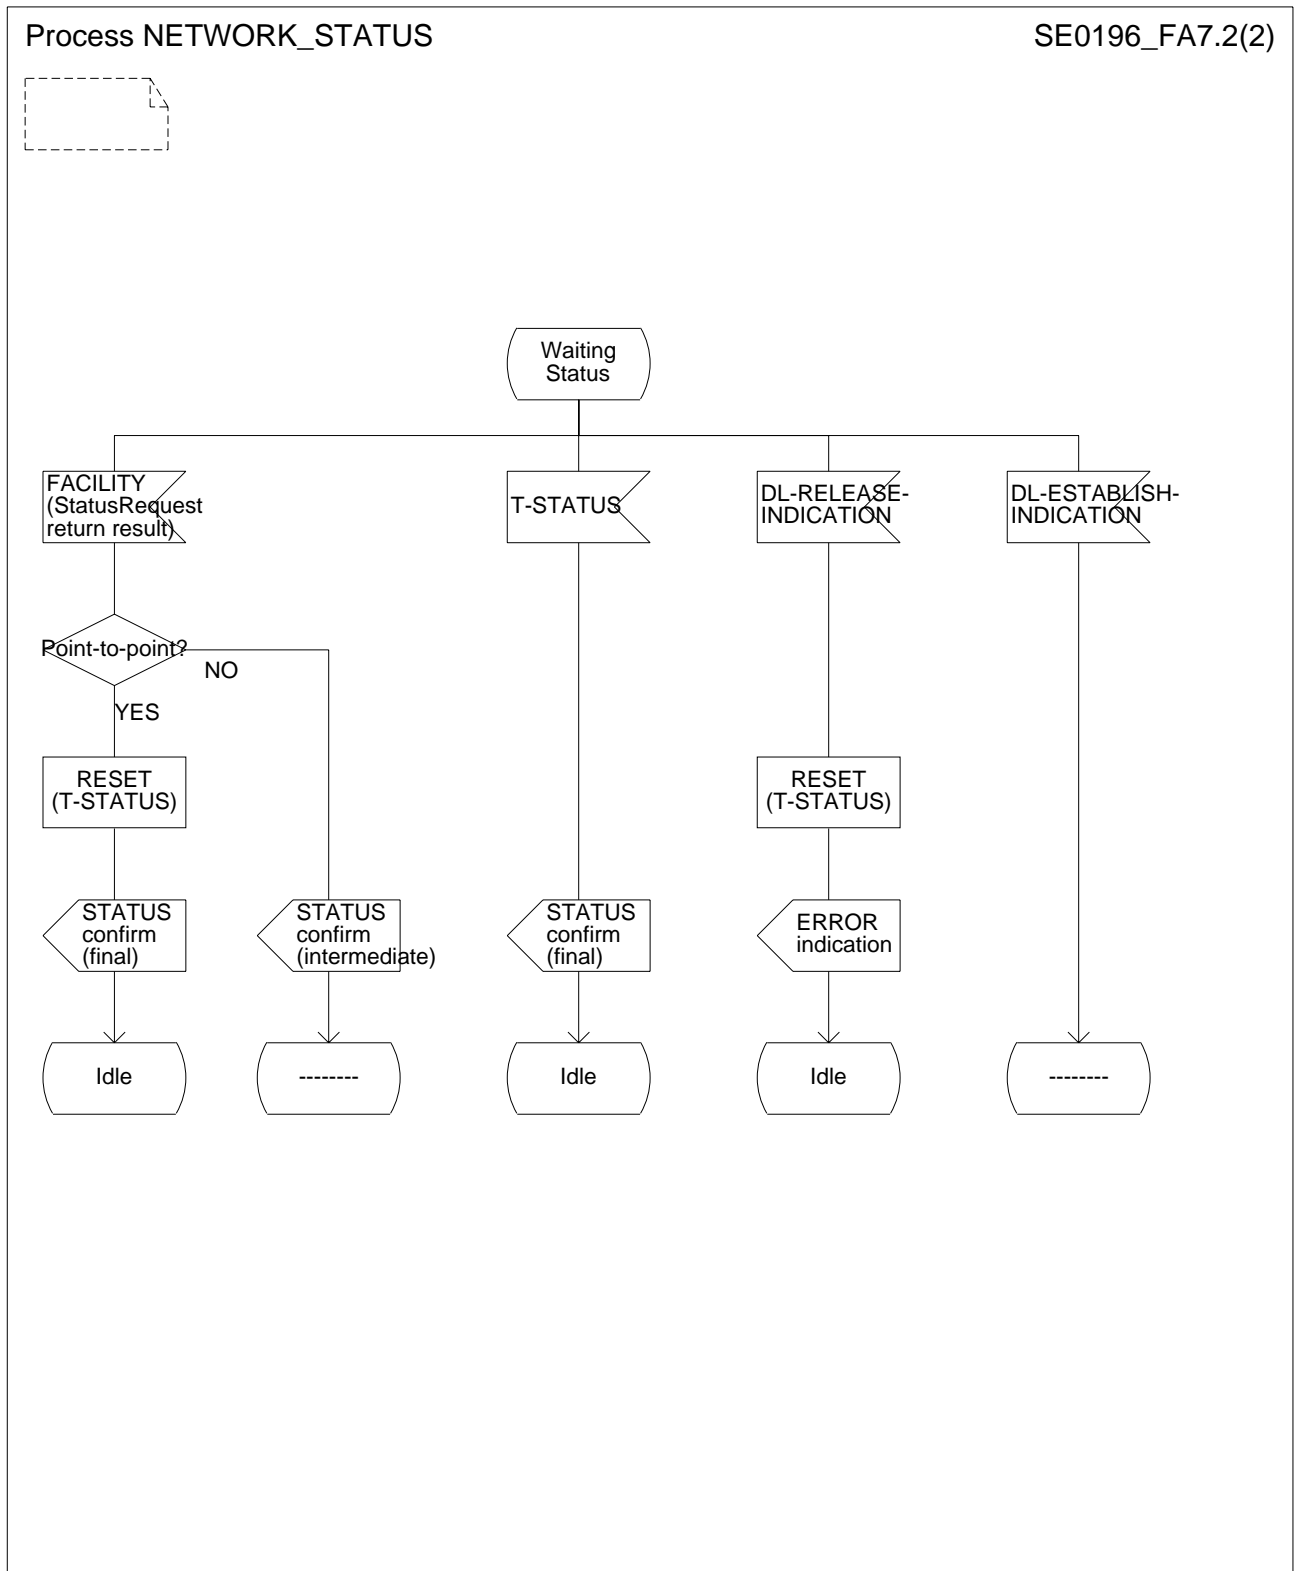 Process NETWORK_STATUS
SE0196_FA7.2(2)
Waiting
Status
FACILITY
(StatusRequest
return result)
T-STATUS
DL-RELEASE-
INDICATION
DL-ESTABLISH-
INDICATION
Point-to-point?
NO
YES
RESET
(T-STATUS)
RESET
(T-STATUS)
STATUS
confirm
(final)
STATUS
confirm
(intermediate)
STATUS
confirm
(final)
ERROR
indication
Idle
--------
Idle
Idle
--------